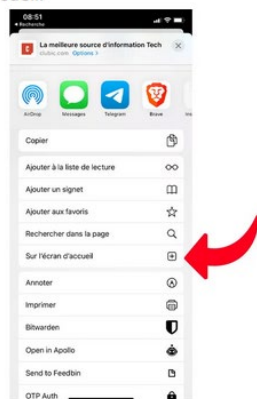 08:51
◂ Recherche
La meilleure source d'information Tech
clubic.com Options >
AirDrop Messages Telegram Brave
Copier
Ajouter à la liste de lecture
Ajouter un signet
Ajouter aux favoris
Rechercher dans la page
Sur l'écran d'accueil
Annoter
Imprimer
Bitwarden
Open in Apollo
Send to Feedbin
OTP Auth